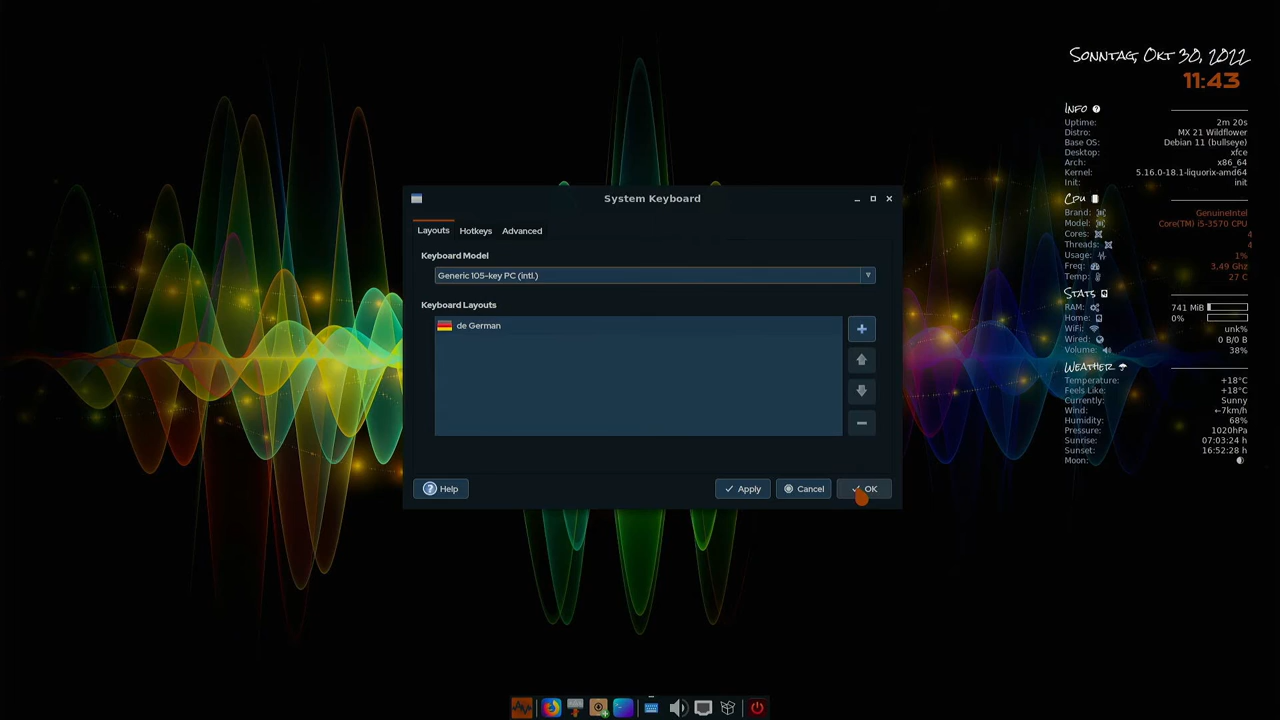 Sonntag, Okt 30, 2022
11:43
Info
Uptime: 2m 20s
Distro: MX 21 Wildflower
Base OS: Debian 11 (bullseye)
Desktop: xfce
Arch: x86_64
Kernel: 5.16.0-18.1-liquorix-amd64
Init: init
Cpu
Brand: GenuineIntel
Model: Core(TM) i5-3570 CPU
Cores: 4
Threads: 4
Usage: 1%
Freq: 3,49 Ghz
Temp: 27 C
Stats
RAM: 741 MiB
Home: 0%
WiFi: unk%
Wired: 0 B/0 B
Volume: 38%
Weather
Temperature: +18°C
Feels Like: +18°C
Currently: Sunny
Wind: ←7km/h
Humidity: 68%
Pressure: 1020hPa
Sunrise: 07:03:24 h
Sunset: 16:52:28 h
Moon:
System Keyboard
Layouts Hotkeys Advanced
Keyboard Model
Generic 105-key PC (intl.)
Keyboard Layouts
de German
Help Apply Cancel OK